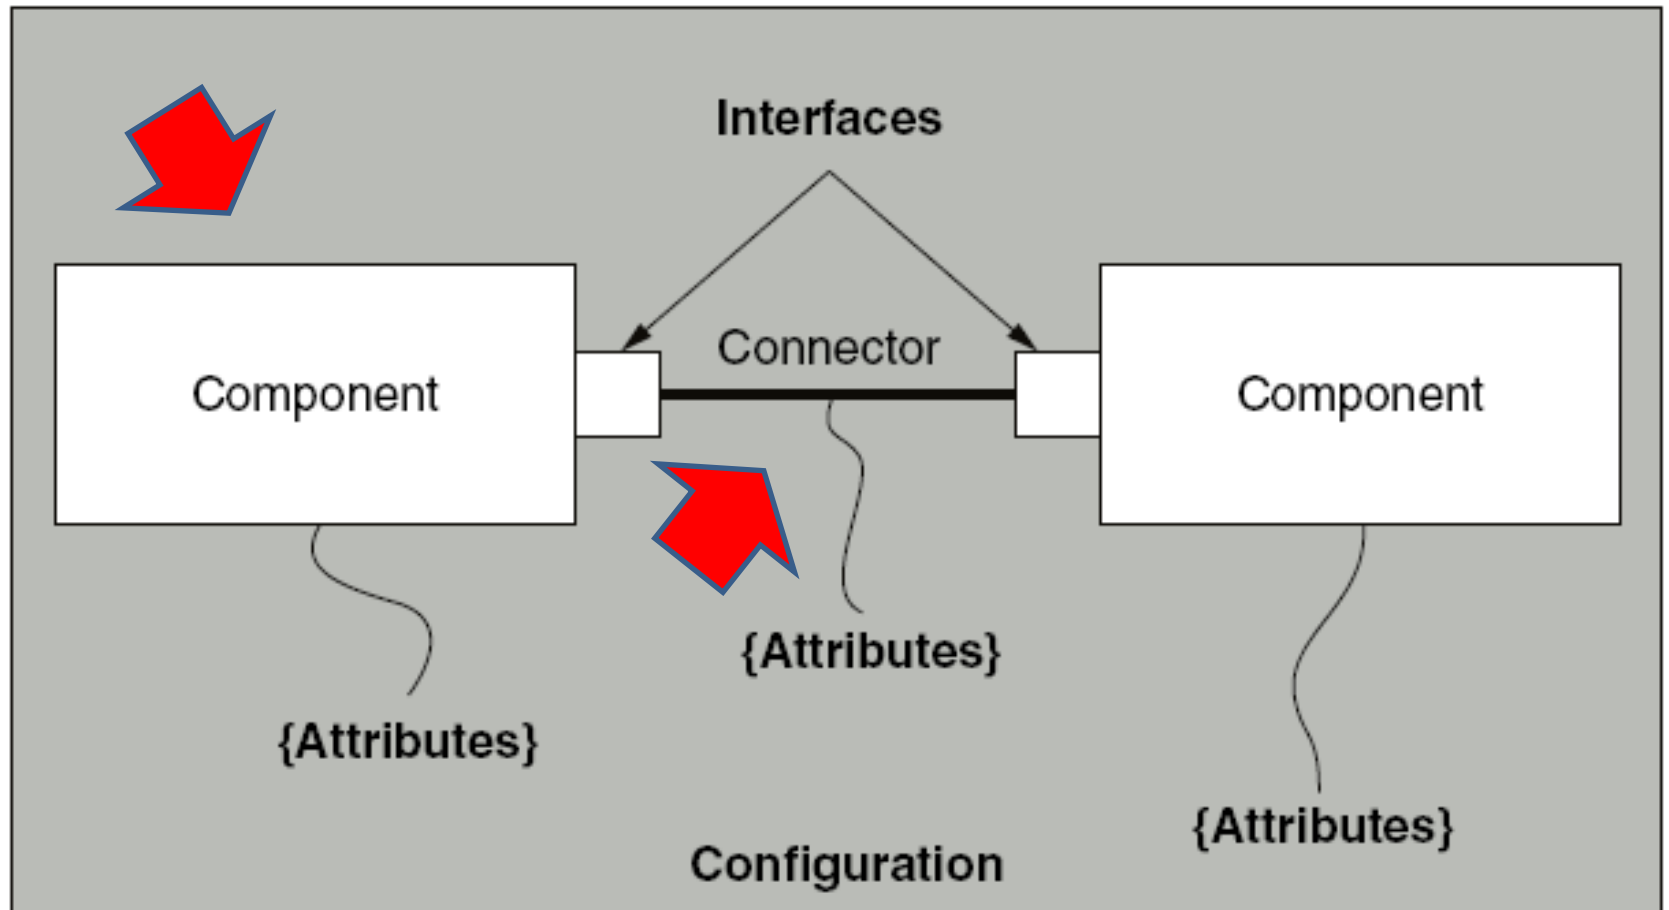 Interfaces
Connector
Component
Component
{Attributes}
{Attributes}
{Attributes}
Configuration